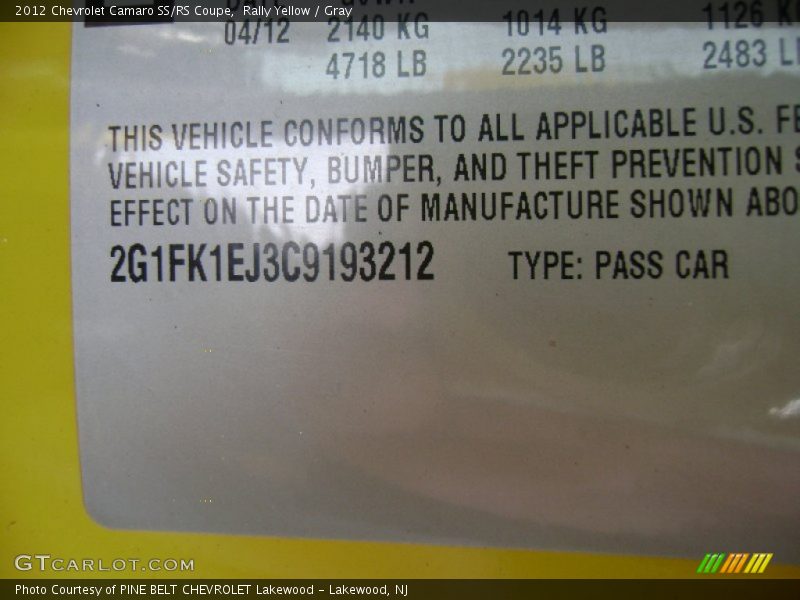 2012 Chevrolet Camaro SS/RS Coupe, Rally Yellow / Gray
04/12 2140 KG 1014 KG 1126 K
4718 LB 2235 LB 2483 L
THIS VEHICLE CONFORMS TO ALL APPLICABLE U.S. FE
VEHICLE SAFETY, BUMPER, AND THEFT PREVENTION S
EFFECT ON THE DATE OF MANUFACTURE SHOWN ABO
2G1FK1EJ3C9193212 TYPE: PASS CAR
GTCARLOT.COM
Photo Courtesy of PINE BELT CHEVROLET Lakewood - Lakewood, NJ